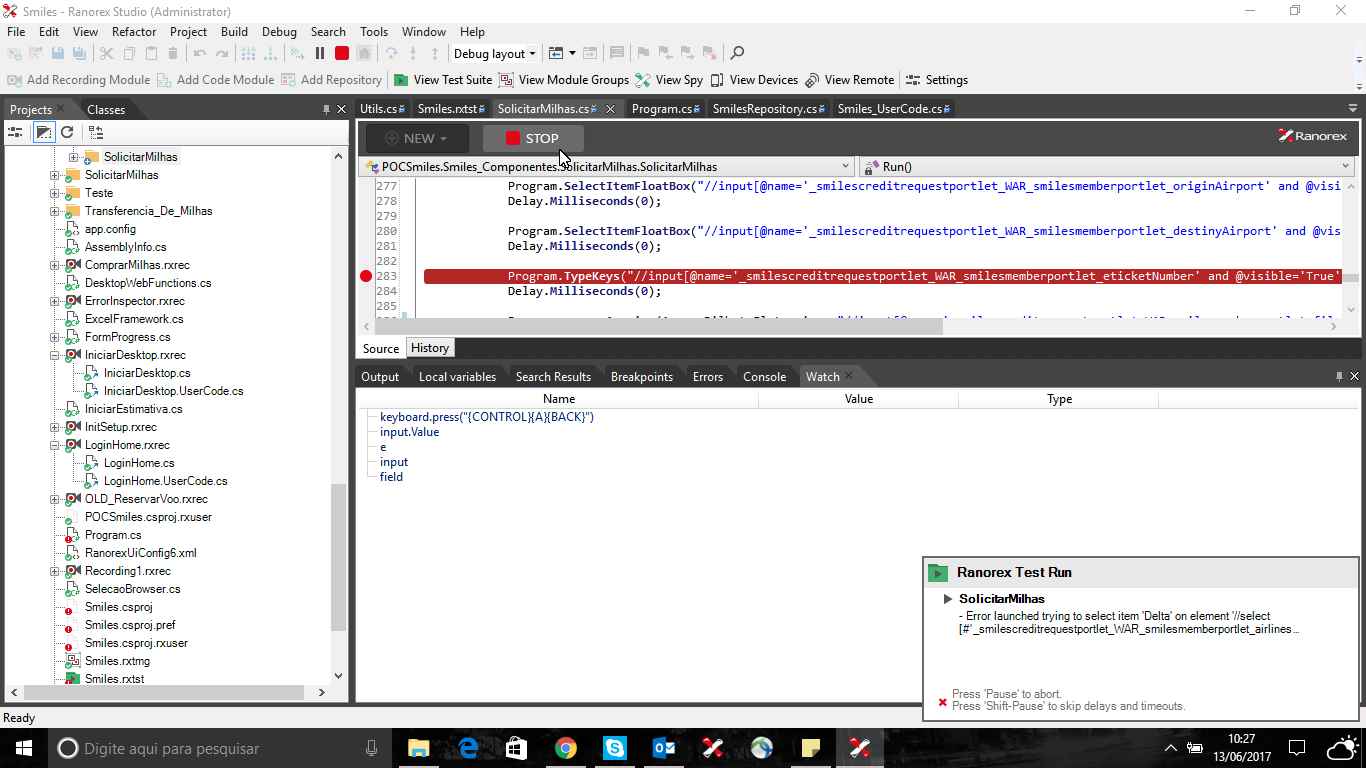 Smiles - Ranorex Studio (Administrator)
File Edit View Refactor Project Build Debug Search Tools Window Help
Debug layout
Add Recording Module Add Code Module Add Repository View Test Suite View Module Groups View Spy View Devices View Remote Settings
Projects Classes
Utils.cs Smiles.rxtst SolicitarMilhas.cs Program.cs SmilesRepository.cs Smiles_UserCode.cs
NEW STOP Ranorex
POCSmiles.Smiles_Componentes.SolicitarMilhas.SolicitarMilhas Run()
SolicitarMilhas
SolicitarMilhas
Teste
Transferencia_De_Milhas
app.config
AssemblyInfo.cs
ComprarMilhas.rxrec
DesktopWebFunctions.cs
ErrorInspector.rxrec
ExcelFramework.cs
FormProgress.cs
IniciarDesktop.rxrec
IniciarDesktop.cs
IniciarDesktop.UserCode.cs
IniciarEstimativa.cs
InitSetup.rxrec
LoginHome.rxrec
LoginHome.cs
LoginHome.UserCode.cs
OLD_ReservarVoo.rxrec
POCSmiles.csproj.rxuser
Program.cs
RanorexUiConfig6.xml
Recording1.rxrec
SelecaoBrowser.cs
Smiles.csproj
Smiles.csproj.pref
Smiles.csproj.rxuser
Smiles.rxtmg
Smiles.rxtst
277 Program.SelectItemFloatBox("//input[@name='_smilescreditrequestportlet_WAR_smilesmemberportlet_originAirport' and @visi
278 Delay.Milliseconds(0);
279
280 Program.SelectItemFloatBox("//input[@name='_smilescreditrequestportlet_WAR_smilesmemberportlet_destinyAirport' and @vis
281 Delay.Milliseconds(0);
282
283 Program.TypeKeys("//input[@name='_smilescreditrequestportlet_WAR_smilesmemberportlet_eticketNumber' and @visible='True'
284 Delay.Milliseconds(0);
285
Source History
Output Local variables Search Results Breakpoints Errors Console Watch
Name Value Type
keyboard.press("{CONTROL}{A}{BACK}")
input.Value
e
input
field
Ranorex Test Run
SolicitarMilhas
- Error launched trying to select item 'Delta' on element '//select
[#'_smilescreditrequestportlet_WAR_smilesmemberportlet_airlines...
Press 'Pause' to abort.
Press 'Shift-Pause' to skip delays and timeouts.
Ready
Digite aqui para pesquisar
10:27
13/06/2017